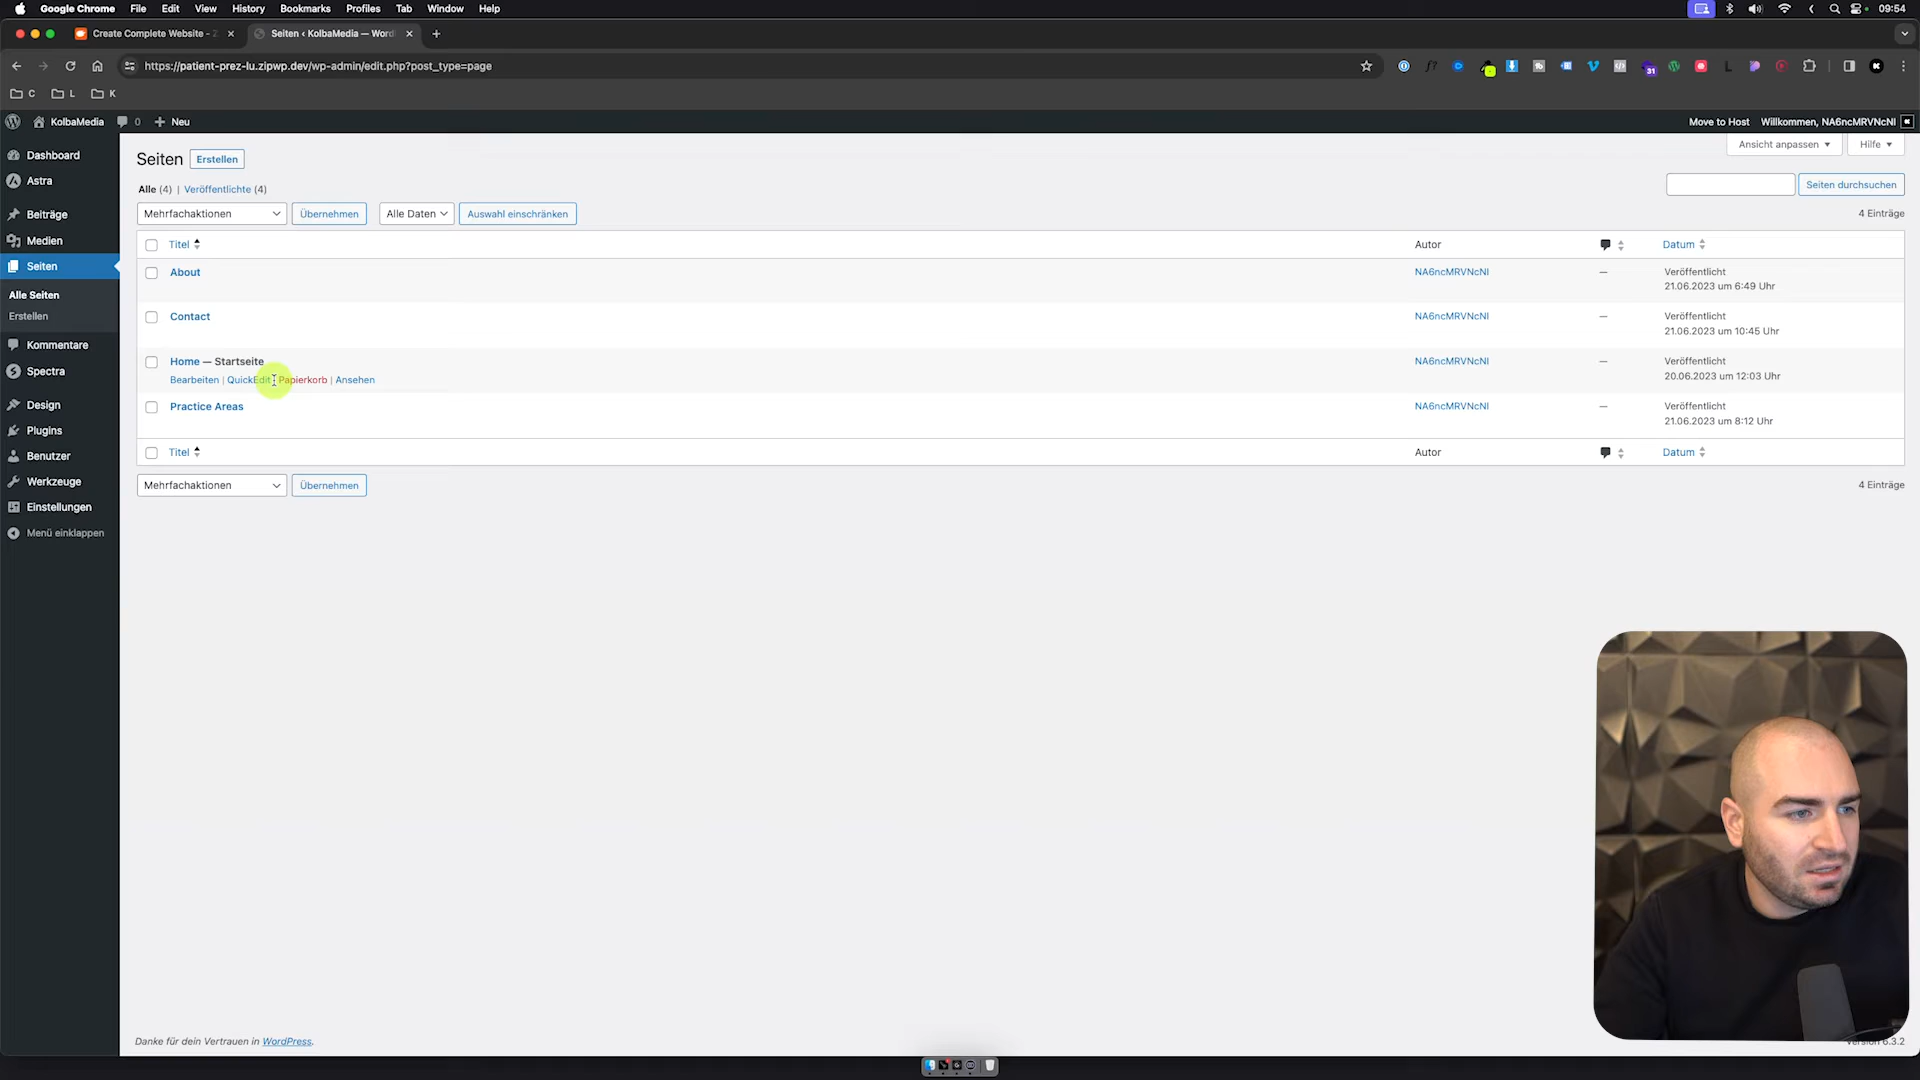 Google Chrome File Edit View History Bookmarks Profiles Tab Window Help 09:54
Create Complete Website - Seiten ‹ KolbaMedia — Word
https://patient-prez-lu.zipwp.dev/wp-admin/edit.php?post_type=page 31
C L K
KolbaMedia 0 Neu Move to Host Willkommen, NA6ncMRVNcNI
Dashboard
Astra
Beiträge
Medien
Seiten
Alle Seiten
Erstellen
Kommentare
Spectra
Design
Plugins
Benutzer
Werkzeuge
Einstellungen
Menü einklappen
Ansicht anpassen Hilfe
Seiten Erstellen
Alle (4) | Veröffentlichte (4)
Seiten durchsuchen
Mehrfachaktionen Übernehmen Alle Daten Auswahl einschränken 4 Einträge
Titel Autor Datum
About NA6ncMRVNcNI — Veröffentlicht
21.06.2023 um 6:49 Uhr
Contact NA6ncMRVNcNI — Veröffentlicht
21.06.2023 um 10:45 Uhr
Home — Startseite NA6ncMRVNcNI — Veröffentlicht
20.06.2023 um 12:03 Uhr
Bearbeiten | QuickEdit Papierkorb | Ansehen
Practice Areas NA6ncMRVNcNI — Veröffentlicht
21.06.2023 um 8:12 Uhr
Titel Autor Datum
Mehrfachaktionen Übernehmen 4 Einträge
Danke für dein Vertrauen in WordPress.
Version 6.3.2